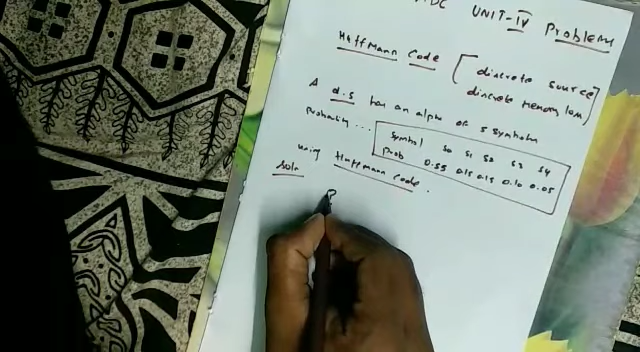 UNIT-IV Problems
Huffmann Code [discrete source
discrete memory less]
A d.s has an alpha of 5 symbols
probability ...
Symbol S0 S1 S2 S3 S4
Prob 0.55 0.15 0.15 0.10 0.05
using Huffmann Code.
Soln